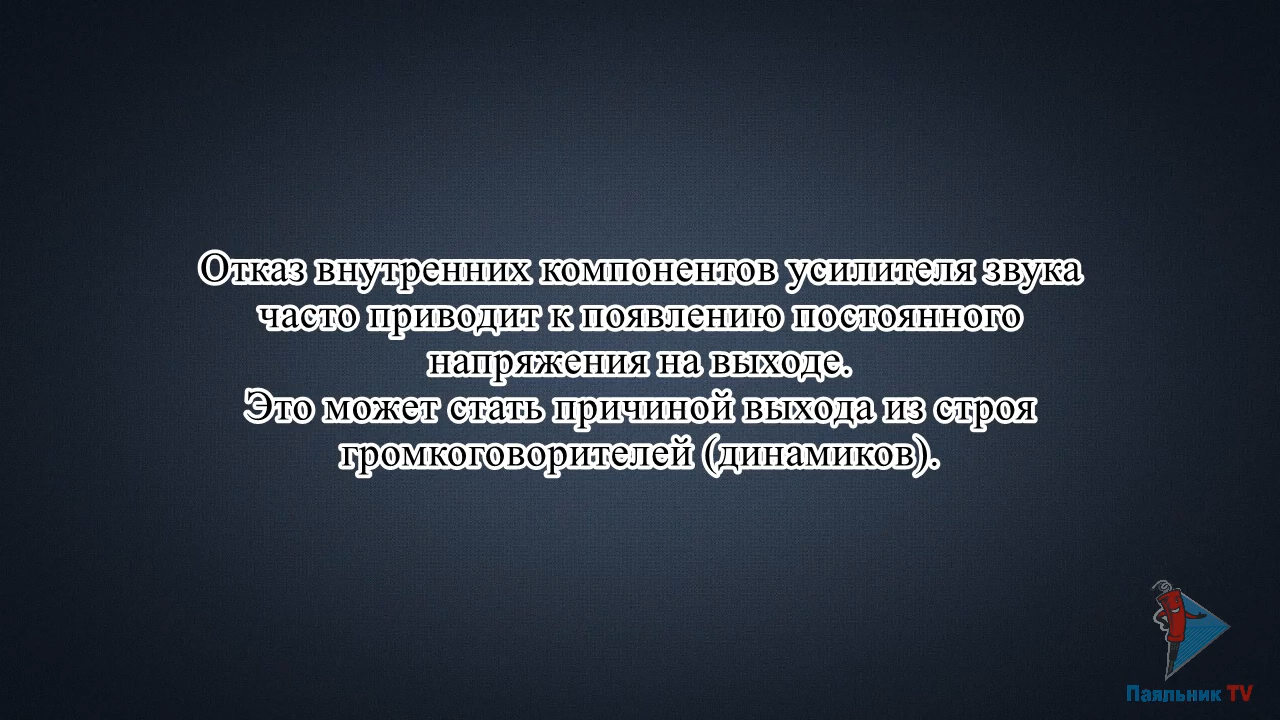 Отказ внутренних компонентов усилителя звука
часто приводит к появлению постоянного
напряжения на выходе.
Это может стать причиной выхода из строя
громкоговорителей (динамиков).
Паяльник TV